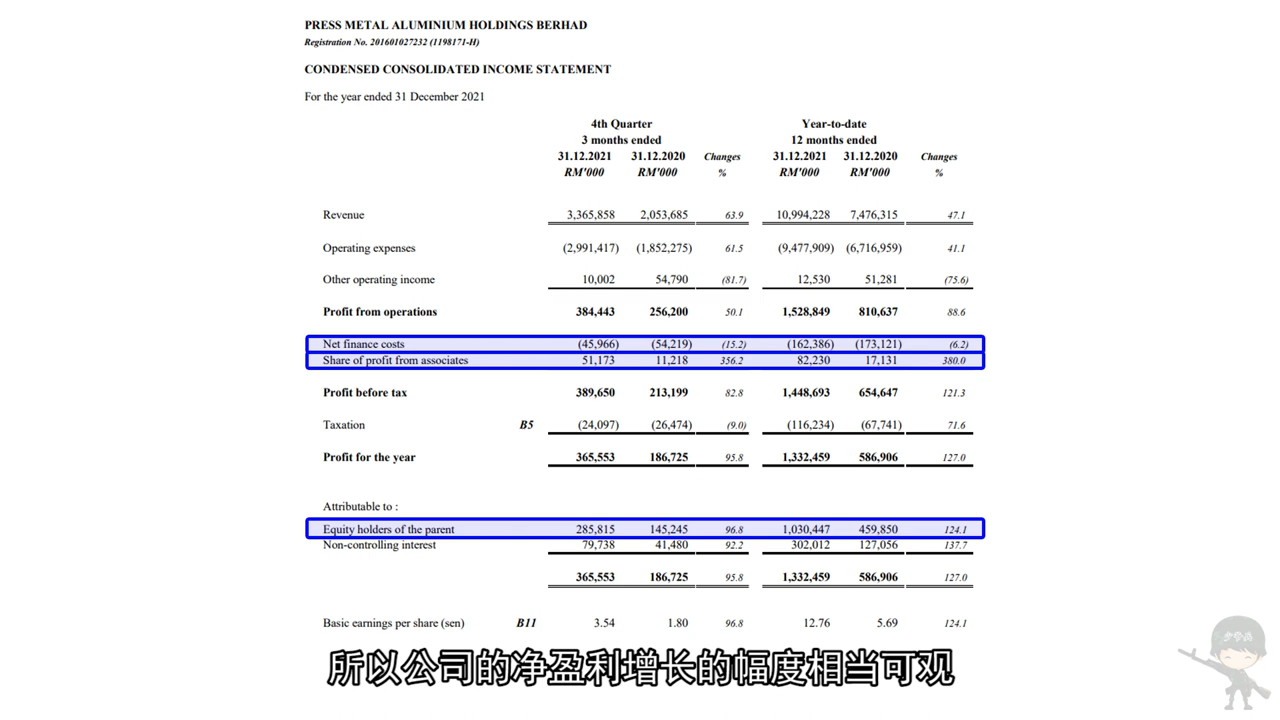 PRESS METAL ALUMINIUM HOLDINGS BERHAD
Registration No. 201601027232 (1198171-H)
CONDENSED CONSOLIDATED INCOME STATEMENT
For the year ended 31 December 2021
4th Quarter Year-to-date
3 months ended 12 months ended
31.12.2021 31.12.2020 Changes 31.12.2021 31.12.2020 Changes
RM'000 RM'000 % RM'000 RM'000 %
Revenue 3,365,858 2,053,685 63.9 10,994,228 7,476,315 47.1
Operating expenses (2,991,417) (1,852,275) 61.5 (9,477,909) (6,716,959) 41.1
Other operating income 10,002 54,790 (81.7) 12,530 51,281 (75.6)
Profit from operations 384,443 256,200 50.1 1,528,849 810,637 88.6
Net finance costs (45,966) (54,219) (15.2) (162,386) (173,121) (6.2)
Share of profit from associates 51,173 11,218 356.2 82,230 17,131 380.0
Profit before tax 389,650 213,199 82.8 1,448,693 654,647 121.3
Taxation B5 (24,097) (26,474) (9.0) (116,234) (67,741) 71.6
Profit for the year 365,553 186,725 95.8 1,332,459 586,906 127.0
Attributable to :
Equity holders of the parent 285,815 145,245 96.8 1,030,447 459,850 124.1
Non-controlling interest 79,738 41,480 92.2 302,012 127,056 137.7
365,553 186,725 95.8 1,332,459 586,906 127.0
Basic earnings per share (sen) B11 3.54 1.80 96.8 12.76 5.69 124.1
所以公司的净盈利增长的幅度相当可观